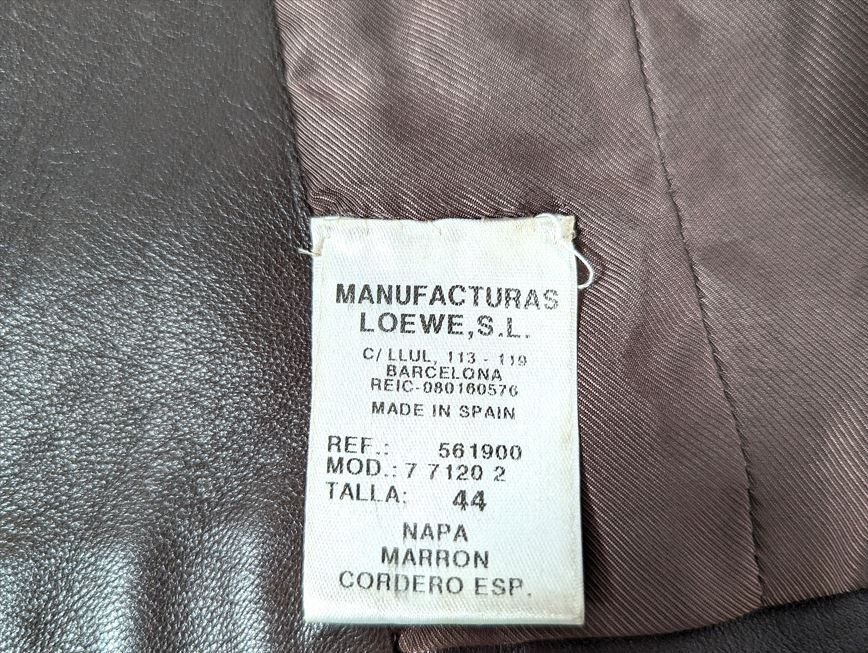 MANUFACTURAS
LOEWE, S.L.
C/ LLUL, 113 - 119
BARCELONA
REIC-080160576
MADE IN SPAIN
REF.: 561900
MOD.: 7 7120 2
TALLA: 44
NAPA
MARRON
CORDERO ESP.